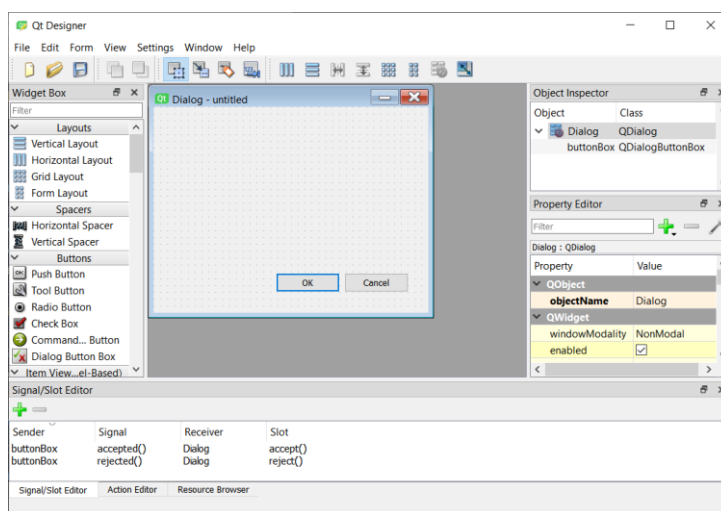 Qt Designer
File Edit Form View Settings Window Help
Widget Box
Filter
Layouts
Vertical Layout
Horizontal Layout
Grid Layout
Form Layout
Spacers
Horizontal Spacer
Vertical Spacer
Buttons
OK
Push Button
Tool Button
Radio Button
Check Box
Command... Button
Dialog Button Box
Item View...el-Based)
Qt Dialog - untitled
OK Cancel
Object Inspector
Object Class
Dialog QDialog
buttonBox QDialogButtonBox
Property Editor
Filter
Dialog : QDialog
Property Value
QObject
objectName Dialog
QWidget
windowModality NonModal
enabled
Signal/Slot Editor
Sender Signal Receiver Slot
buttonBox accepted() Dialog accept()
buttonBox rejected() Dialog reject()
Signal/Slot Editor Action Editor Resource Browser